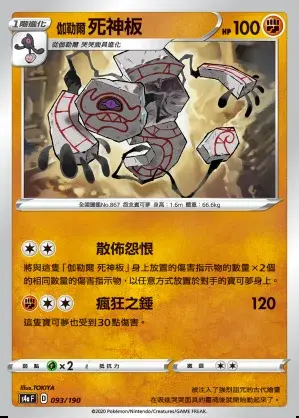 1階進化
伽勒爾 死神板
HP 100
從伽勒爾 哭哭面具進化
全國圖鑑No.867 怨念寶可夢 身高：1.6m 體重：66.6kg
散佈怨恨
將與這隻「伽勒爾 死神板」身上放置的傷害指示物的數量×2個
的相同數量的傷害指示物，以任意方式放置於對手的寶可夢身上。
瘋狂之錘 120
這隻寶可夢也受到30點傷害。
弱點 ×2 抵抗力 撤退
Illus. TOKIYA
s4a F D 093/190
被注入了強烈詛咒的古代繪畫
在吸進哭哭面具的靈魂後就開始動起來了。
©2020 Pokémon/Nintendo/Creatures/GAME FREAK.